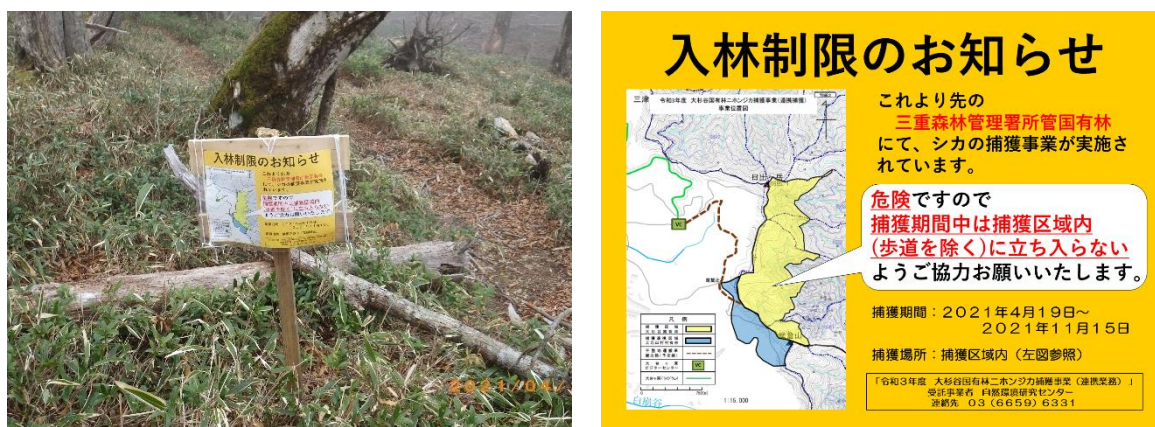 入林制限のお知らせ
2021/04/
入林制限のお知らせ
これより先の
三重森林管理署所管国有林
にて、シカの捕獲事業が実施さ
れています。
危険ですので
捕獲期間中は捕獲区域内
(歩道を除く)に立ち入らない
ようご協力お願いいたします。
捕獲期間：２０２１年４月１９日～
２０２１年１１月１５日
捕獲場所：捕獲区域内（左図参照）
「令和３年度 大杉谷国有林ニホンジカ捕獲事業（連携業務）」
受託事業者 自然環境研究センター
連絡先 ０３（６６５９）６３３１
令和3年度 大杉谷国有林ニホンジカ捕獲事業(連携捕獲)
事業位置図
VC
凡例
VC
1:15,000
白崩谷